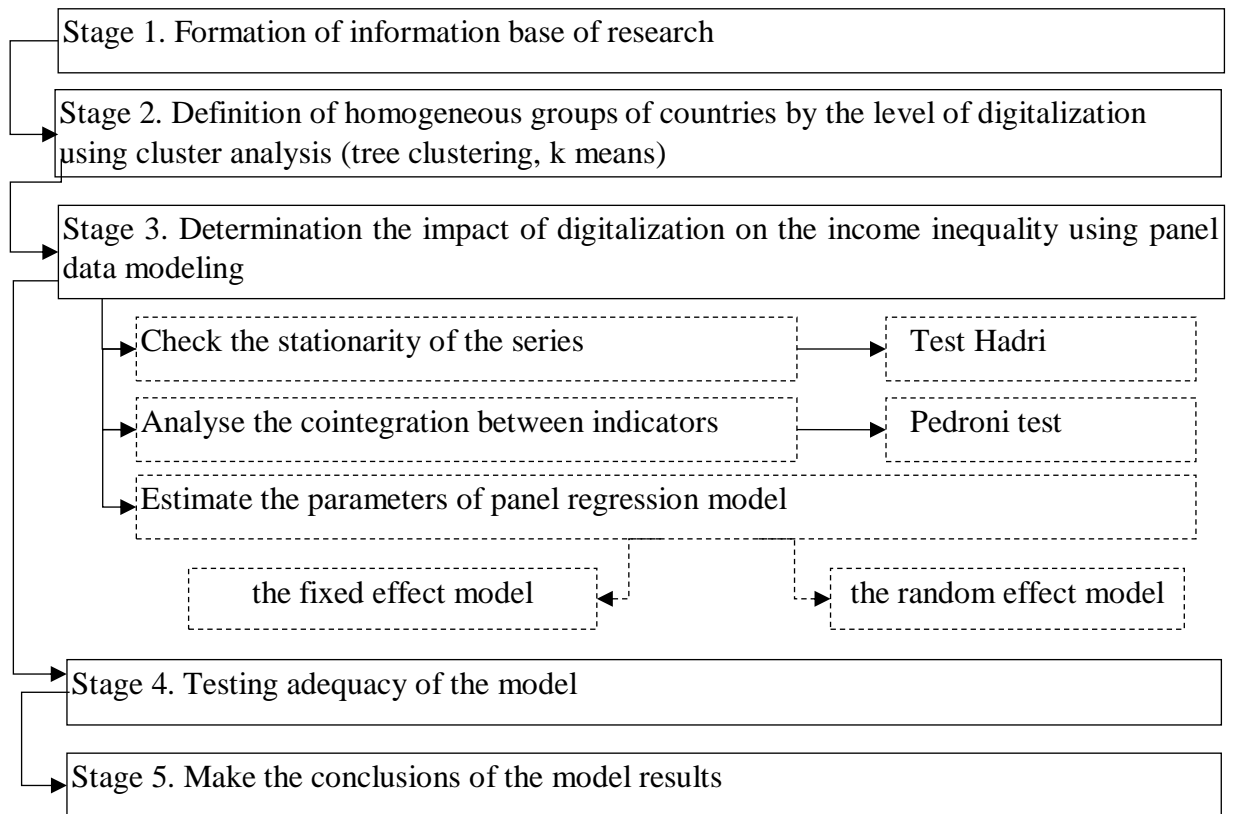 Stage 1. Formation of information base of research
Stage 2. Definition of homogeneous groups of countries by the level of digitalization
using cluster analysis (tree clustering, k means)
Stage 3. Determination the impact of digitalization on the income inequality using panel
data modeling
Check the stationarity of the series
Test Hadri
Analyse the cointegration between indicators
Pedroni test
Estimate the parameters of panel regression model
the fixed effect model
the random effect model
Stage 4. Testing adequacy of the model
Stage 5. Make the conclusions of the model results